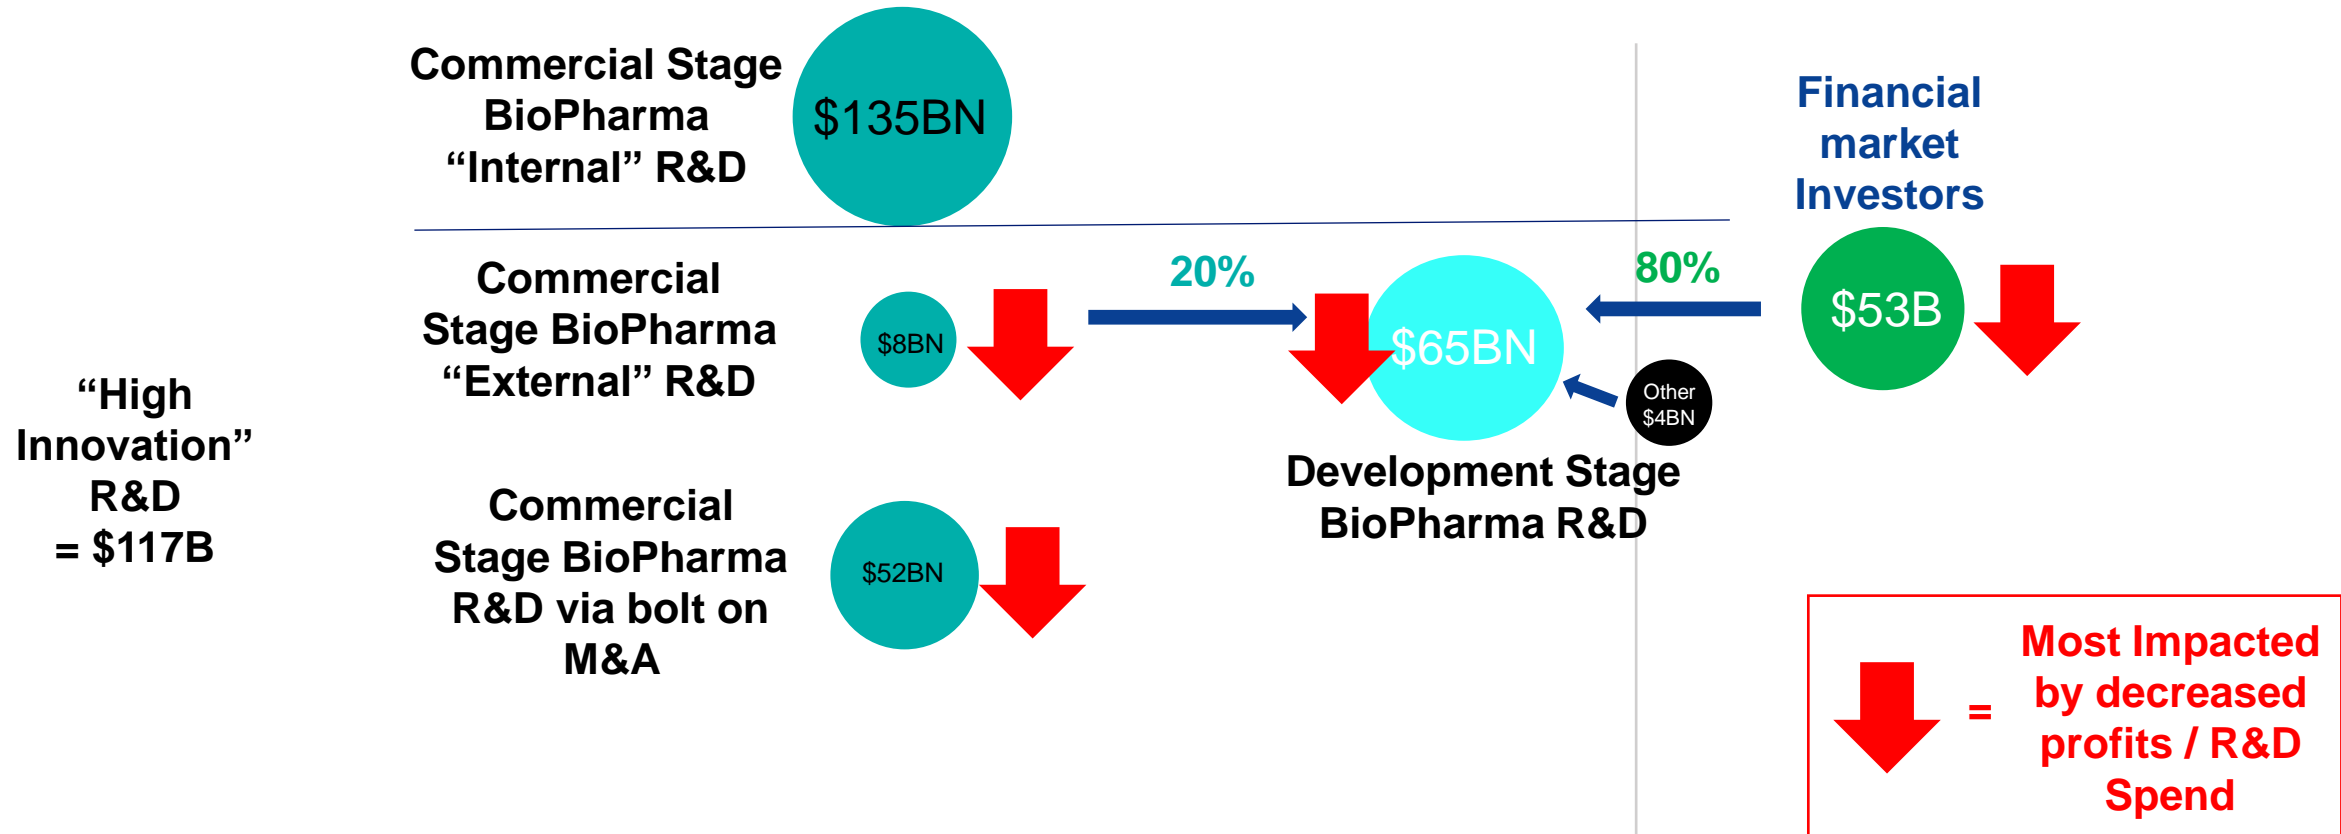 Commercial Stage
BioPharma
“Internal” R&D
$135BN
Financial
market
Investors
“High
Innovation”
R&D
= $117B
Commercial
Stage BioPharma
“External” R&D
$8BN
20%
$65BN
80%
$53B
Other
$4BN
Development Stage
BioPharma R&D
Commercial
Stage BioPharma
R&D via bolt on
M&A
$52BN
=
Most Impacted
by decreased
profits / R&D
Spend